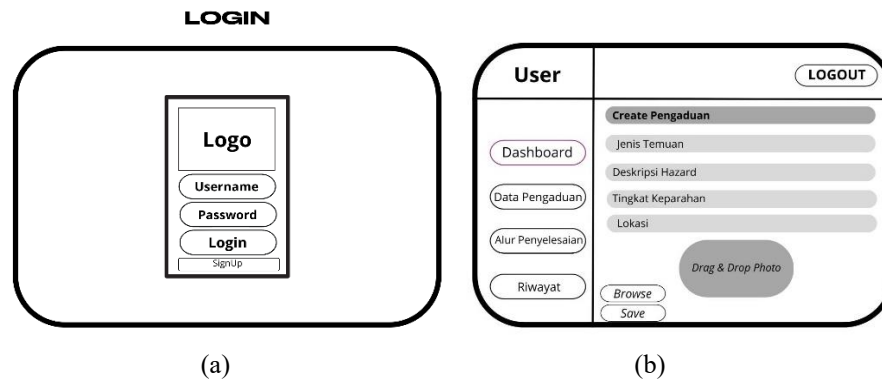 LOGIN
Logo
Username
Password
Login
SignUp
(a)
User
LOGOUT
Dashboard
Data Pengaduan
Alur Penyelesaian
Riwayat
Create Pengaduan
Jenis Temuan
Deskripsi Hazard
Tingkat Keparahan
Lokasi
Drag & Drop Photo
Browse
Save
(b)